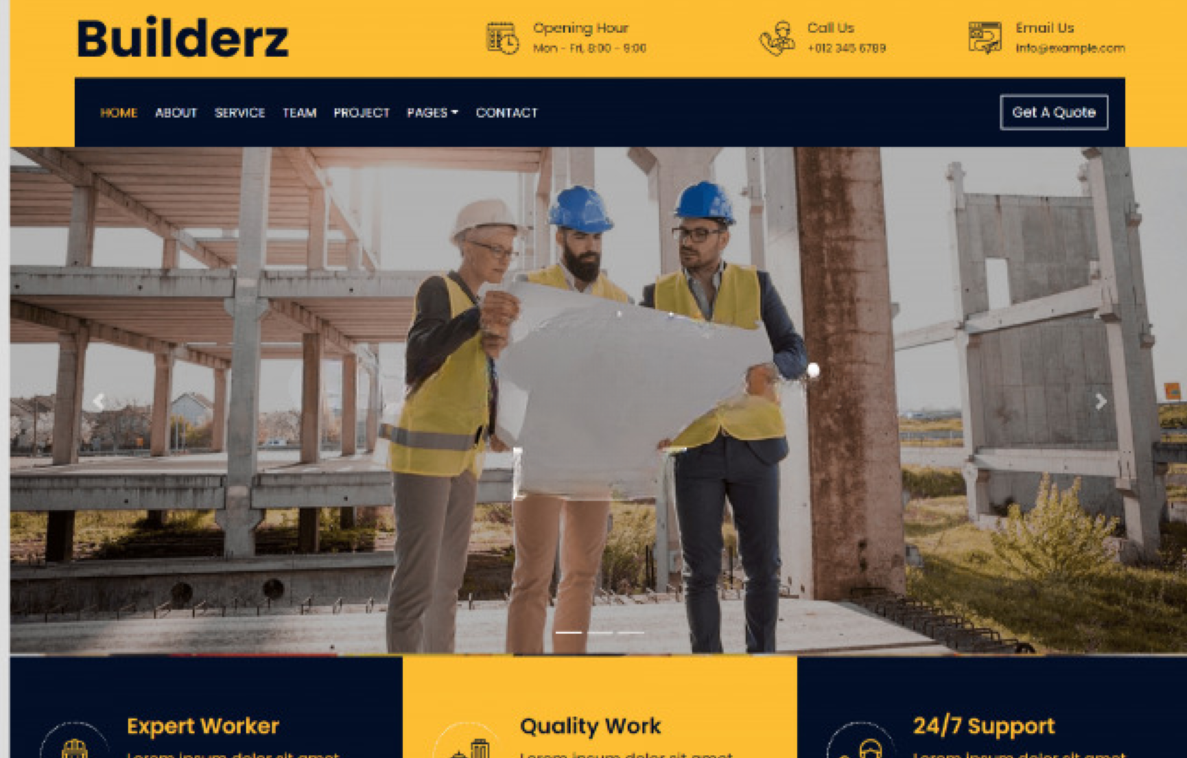 Builderz
Opening Hour
Mon - Fri, 8:00 - 9:00
Call Us
+012 345 6789
Email Us
info@example.com
HOME ABOUT SERVICE TEAM PROJECT PAGES CONTACT
Get A Quote
Expert Worker
Quality Work
24/7 Support
Lorem ipsum dolor sit amet
Lorem ipsum dolor sit amet
Lorem ipsum dolor sit amet